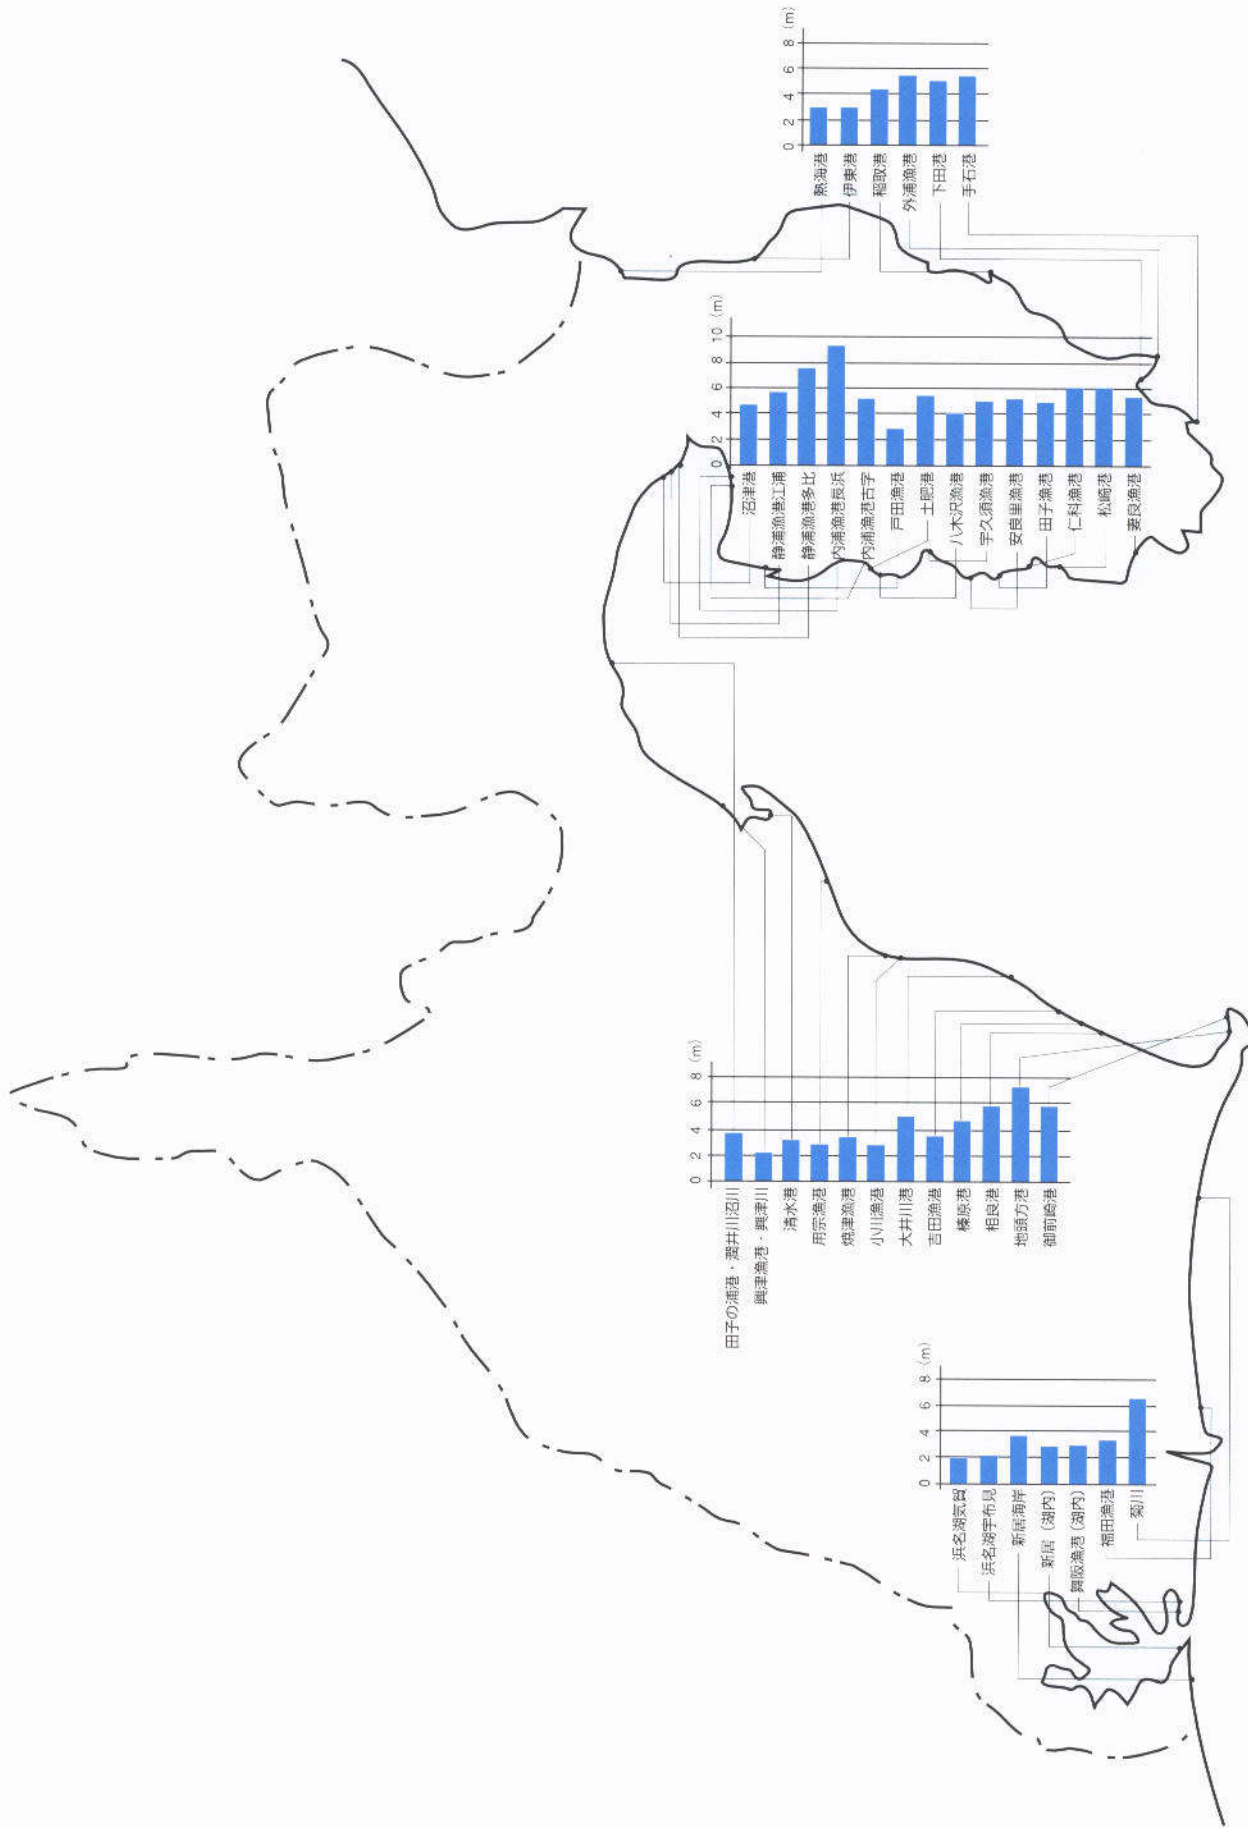 8 (m)
6
4
2
0
浜名湖気賀
浜名湖宇布見
新居海岸
新居（湖内）
舞阪漁港（湖内）
福田漁港
菊川
8 (m)
6
4
2
0
田子の浦港・潤井川沼川
興津漁港・興津川
清水港
用宗漁港
焼津漁港
小川漁港
大井川港
吉田漁港
榛原港
相良港
地頭方港
御前崎港
10 (m)
8
6
4
2
0
沼津港
静浦漁港江浦
静浦漁港多比
内浦漁港長浜
内浦漁港古宇
戸田漁港
土肥港
八木沢漁港
宇久須漁港
安良里漁港
田子漁港
仁科漁港
松崎港
妻良漁港
8 (m)
6
4
2
0
熱海港
伊東港
稲取港
外浦漁港
下田港
手石港